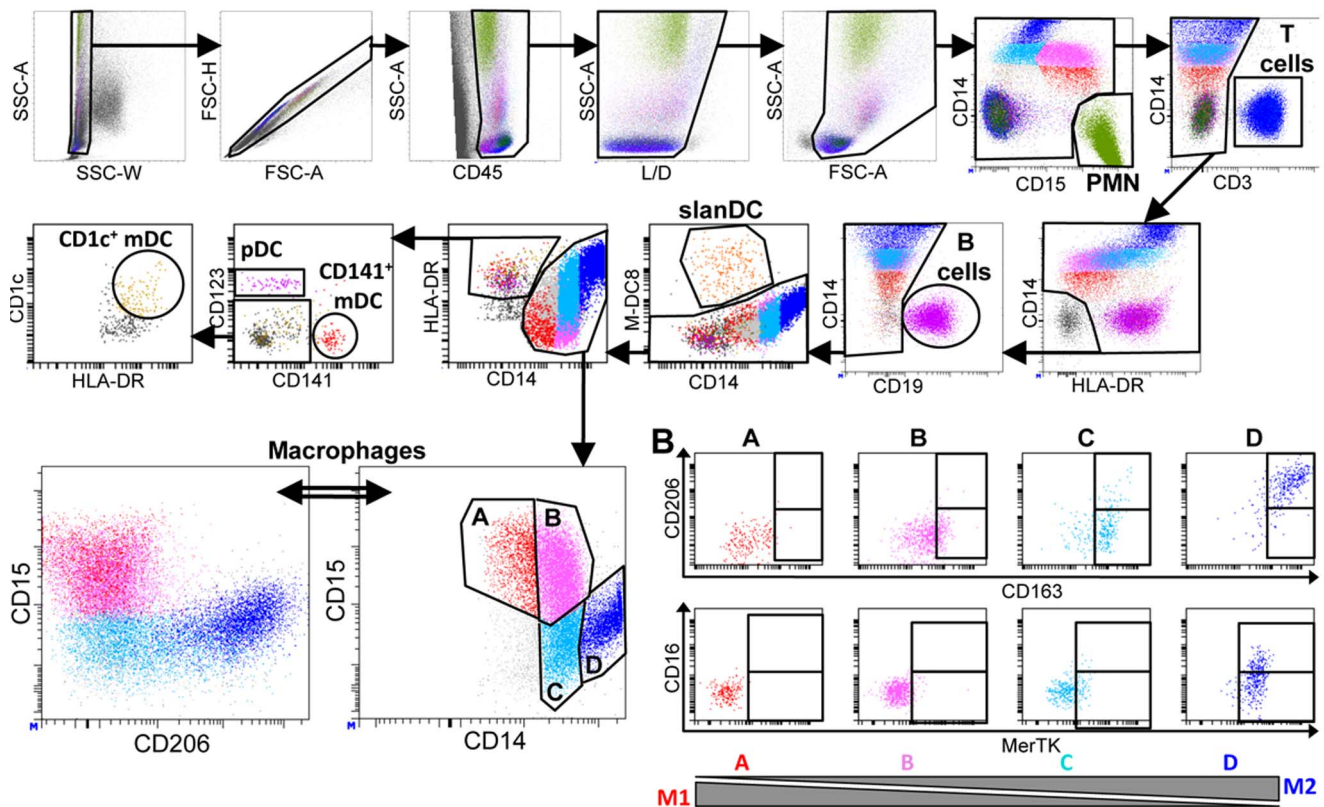 SSC-A
SSC-W
FSC-H
FSC-A
SSC-A
CD45
SSC-A
L/D
SSC-A
FSC-A
CD14
CD15
PMN
CD14
T
cells
CD3
CD1c
CD1c+ mDC
HLA-DR
CD123
pDC
CD141+
mDC
CD141
HLA-DR
CD14
slanDC
M-DC8
CD14
CD14
B
cells
CD19
CD14
HLA-DR
M
M
M
Macrophages
CD15
CD206
M
CD15
A
B
C
D
CD14
M
B
A
B
C
D
CD206
CD163
CD16
MerTK
A
B
C
D
M1
M2